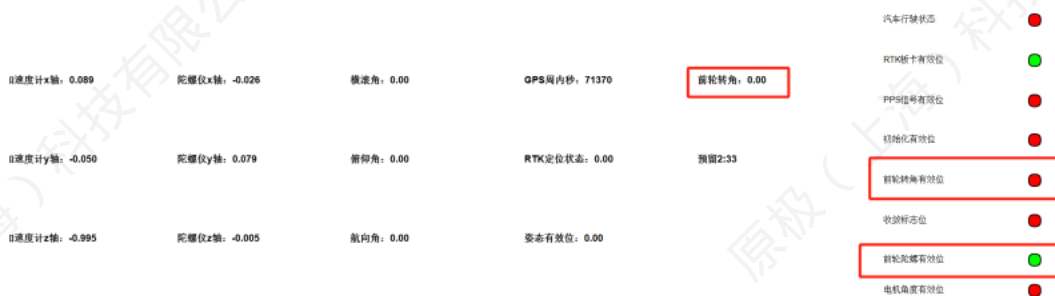 汽车行驶状态
RTK板卡有效位
速度计x轴: 0.089 陀螺仪x轴: -0.026 横滚角: 0.00 GPS周内秒: 71370 前轮转角: 0.00
PPS信号有效位
初始化有效位
速度计y轴: -0.050 陀螺仪y轴: 0.079 俯仰角: 0.00 RTK定位状态: 0.00 预留2:33
前轮转角有效位
收敛标志位
速度计z轴: -0.995 陀螺仪z轴: -0.005 航向角: 0.00 姿态有效位: 0.00
前轮陀螺有效位
电机角度有效位
原极（上海）科技有限公
海）科技有限公